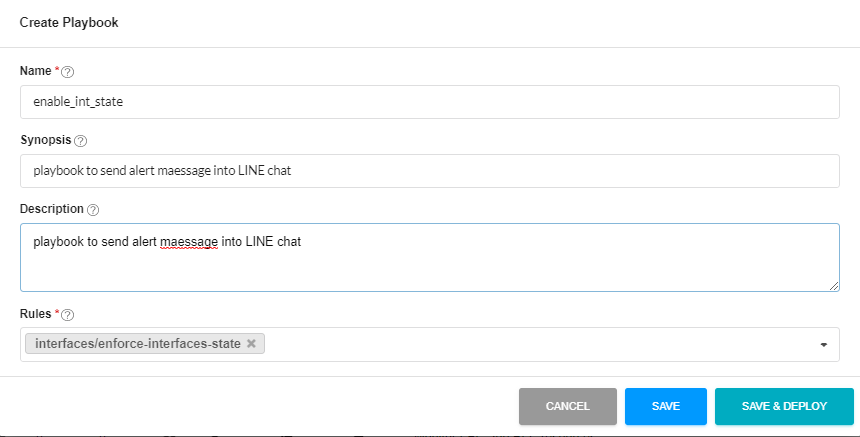 Create Playbook
Name *
enable_int_state
Synopsis
playbook to send alert maessage into LINE chat
Description
playbook to send alert maessage into LINE chat
Rules *
interfaces/enforce-interfaces-state
CANCEL SAVE SAVE & DEPLOY